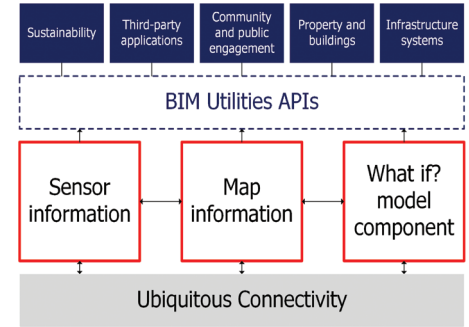 Sustainability
Third-party
applications
Community
and public
engagement
Property and
buildings
Infrastructure
systems
BIM Utilities APIs
Sensor
information
Map
information
What if?
model
component
Ubiquitous Connectivity